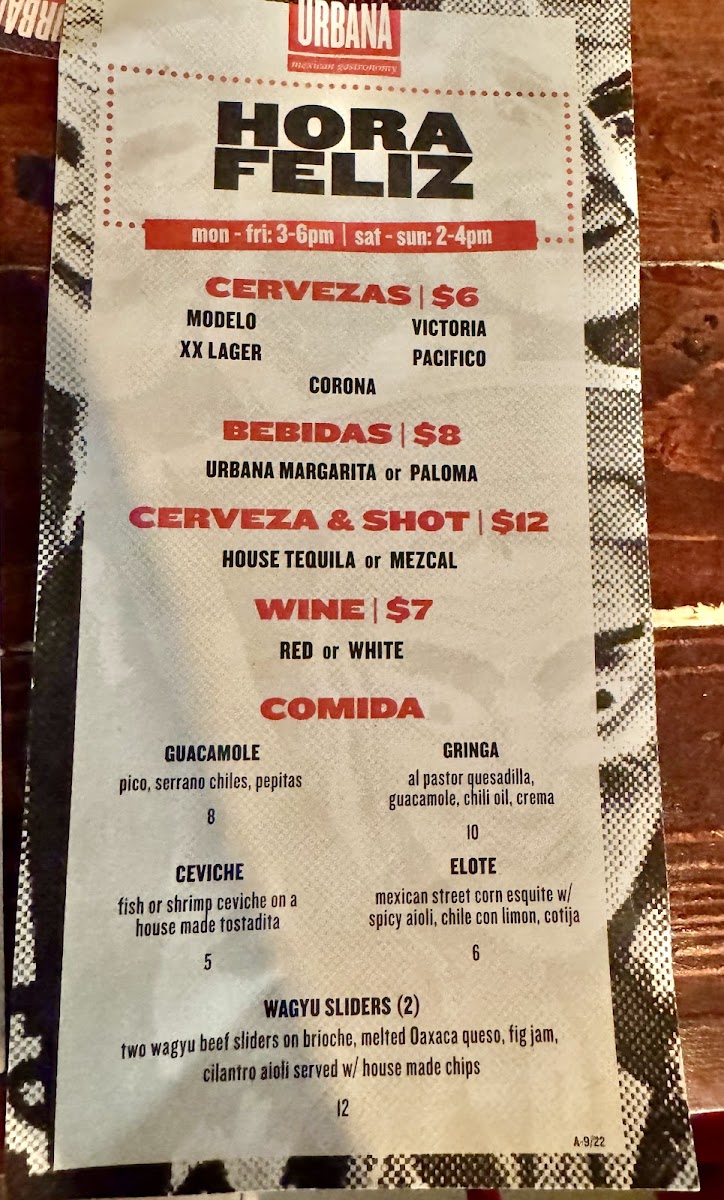 URBANA
mexican gastronomy
HORA
FELIZ
mon - fri: 3-6pm | sat - sun: 2-4pm
CERVEZAS | $6
MODELO
VICTORIA
XX LAGER
PACIFICO
CORONA
BEBIDAS | $8
URBANA MARGARITA or PALOMA
CERVEZA & SHOT | $12
HOUSE TEQUILA or MEZCAL
WINE | $7
RED or WHITE
COMIDA
GUACAMOLE
pico, serrano chiles, pepitas
8
GRINGA
al pastor quesadilla,
guacamole, chili oil, crema
10
CEVICHE
fish or shrimp ceviche on a
house made tostadita
5
ELOTE
mexican street corn esquite w/
spicy aioli, chile con limon, cotija
6
WAGYU SLIDERS (2)
two wagyu beef sliders on brioche, melted Oaxaca queso, fig jam,
cilantro aioli served w/ house made chips
12
A-9/22